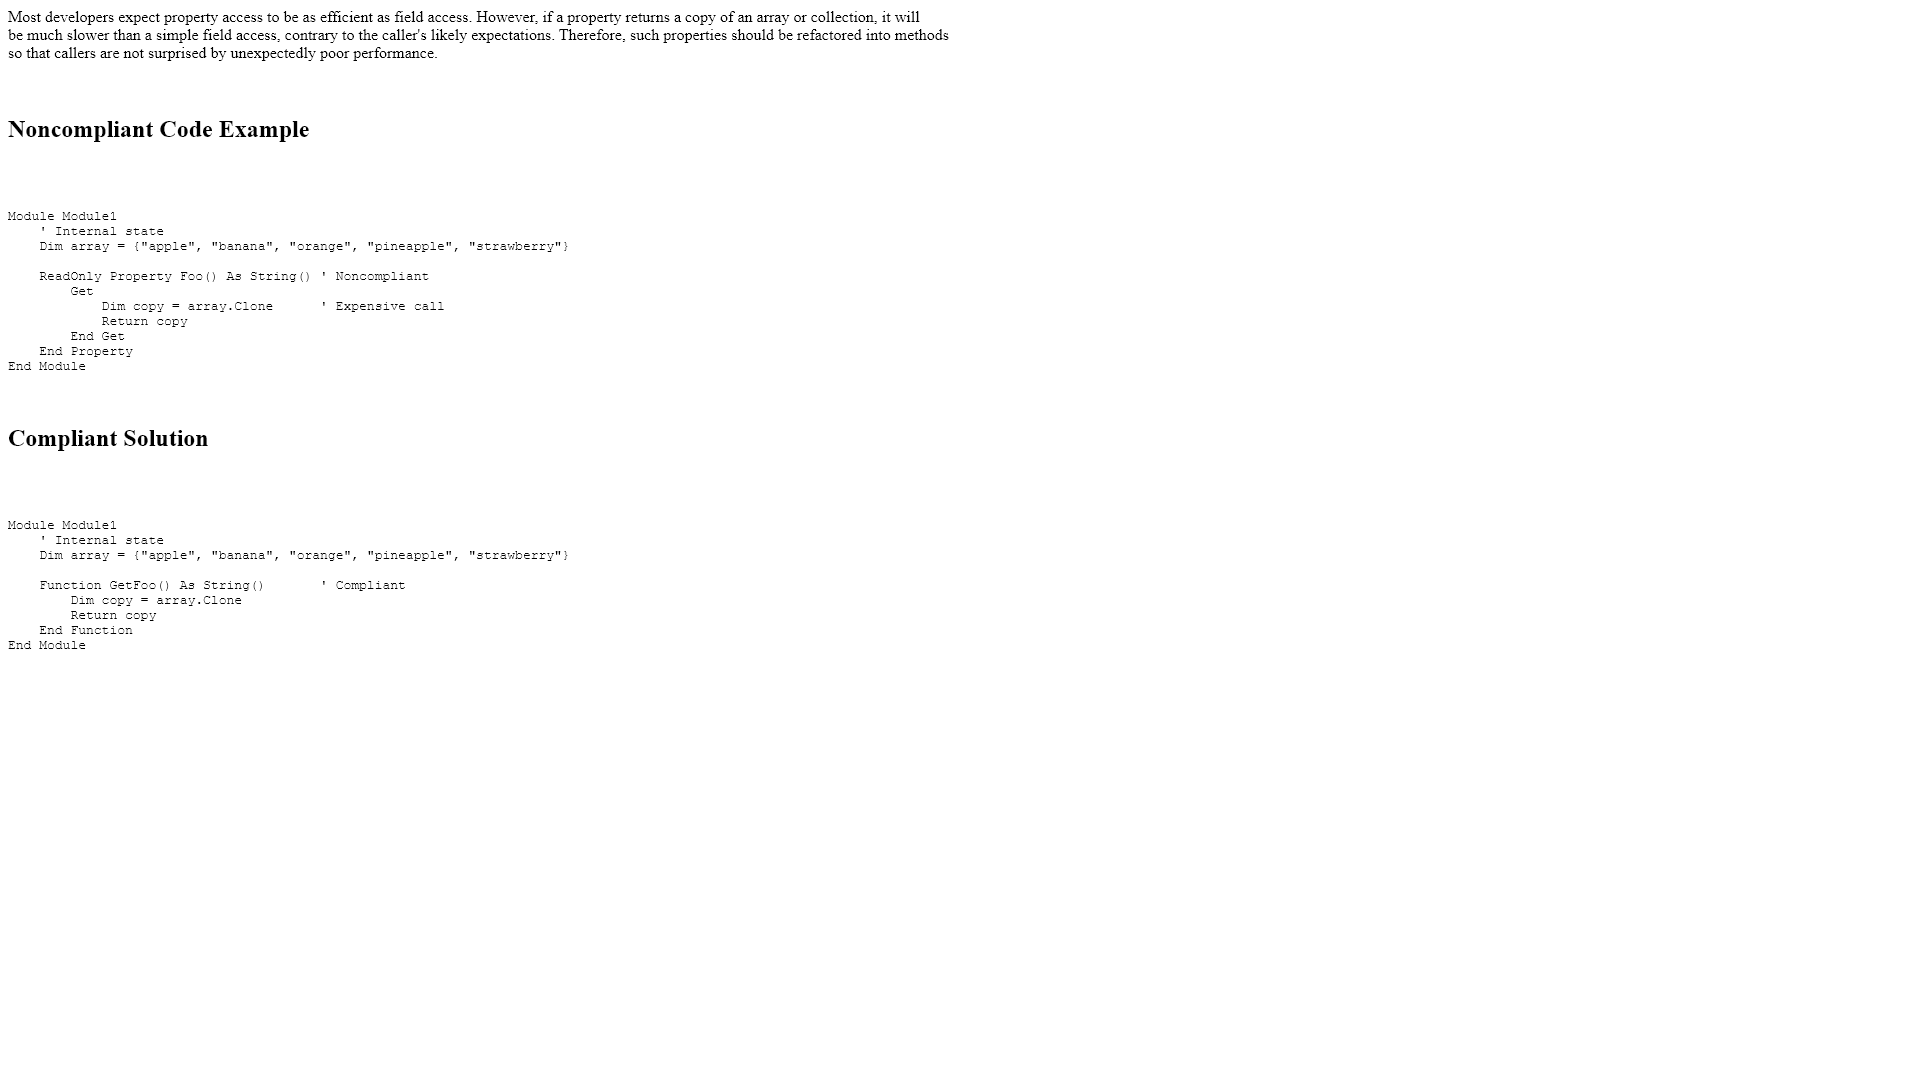 Most developers expect property access to be as efficient as field access. However, if a property returns a copy of an array or collection, it will
be much slower than a simple field access, contrary to the caller's likely expectations. Therefore, such properties should be refactored into methods
so that callers are not surprised by unexpectedly poor performance.
Noncompliant Code Example
Module Module1
    ' Internal state
    Dim array = {"apple", "banana", "orange", "pineapple", "strawberry"}
    ReadOnly Property Foo() As String() ' Noncompliant
        Get
            Dim copy = array.Clone      ' Expensive call
            Return copy
        End Get
    End Property
End Module
Compliant Solution
Module Module1
    ' Internal state
    Dim array = {"apple", "banana", "orange", "pineapple", "strawberry"}
    Function GetFoo() As String()       ' Compliant
        Dim copy = array.Clone
        Return copy
    End Function
End Module